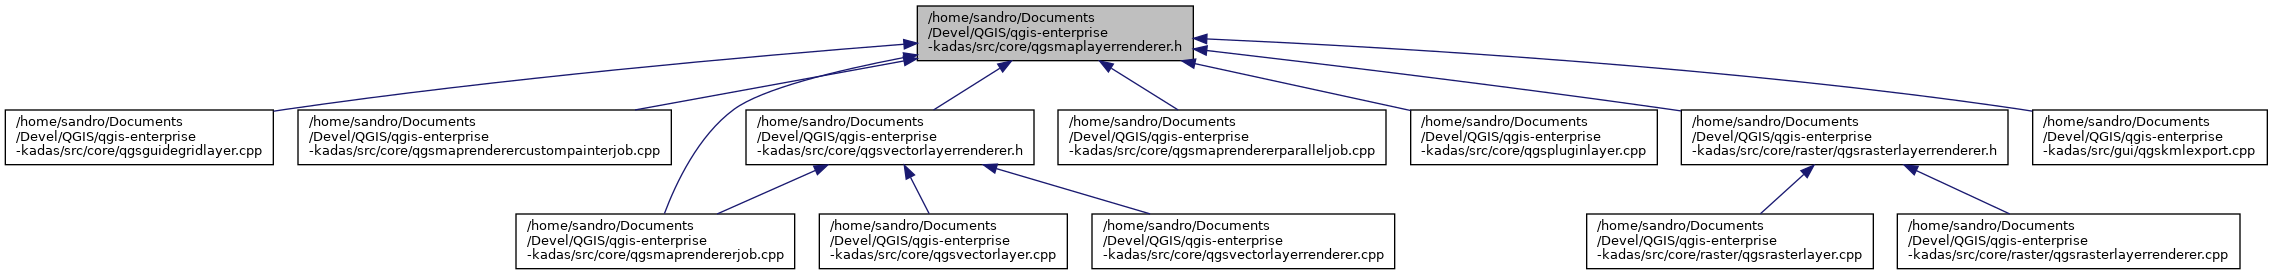 /home/sandro/Documents
/Devel/QGIS/qgis-enterprise
-kadas/src/core/qgsmaplayerrenderer.h
/home/sandro/Documents
/Devel/QGIS/qgis-enterprise
-kadas/src/core/qgsguidegridlayer.cpp
/home/sandro/Documents
/Devel/QGIS/qgis-enterprise
-kadas/src/core/qgsmaprenderercustompainterjob.cpp
/home/sandro/Documents
/Devel/QGIS/qgis-enterprise
-kadas/src/core/qgsvectorlayerrenderer.h
/home/sandro/Documents
/Devel/QGIS/qgis-enterprise
-kadas/src/core/qgsmaprendererparalleljob.cpp
/home/sandro/Documents
/Devel/QGIS/qgis-enterprise
-kadas/src/core/qgspluginlayer.cpp
/home/sandro/Documents
/Devel/QGIS/qgis-enterprise
-kadas/src/core/raster/qgsrasterlayerrenderer.h
/home/sandro/Documents
/Devel/QGIS/qgis-enterprise
-kadas/src/gui/qgskmlexport.cpp
/home/sandro/Documents
/Devel/QGIS/qgis-enterprise
-kadas/src/core/qgsmaprendererjob.cpp
/home/sandro/Documents
/Devel/QGIS/qgis-enterprise
-kadas/src/core/qgsvectorlayer.cpp
/home/sandro/Documents
/Devel/QGIS/qgis-enterprise
-kadas/src/core/qgsvectorlayerrenderer.cpp
/home/sandro/Documents
/Devel/QGIS/qgis-enterprise
-kadas/src/core/raster/qgsrasterlayer.cpp
/home/sandro/Documents
/Devel/QGIS/qgis-enterprise
-kadas/src/core/raster/qgsrasterlayerrenderer.cpp